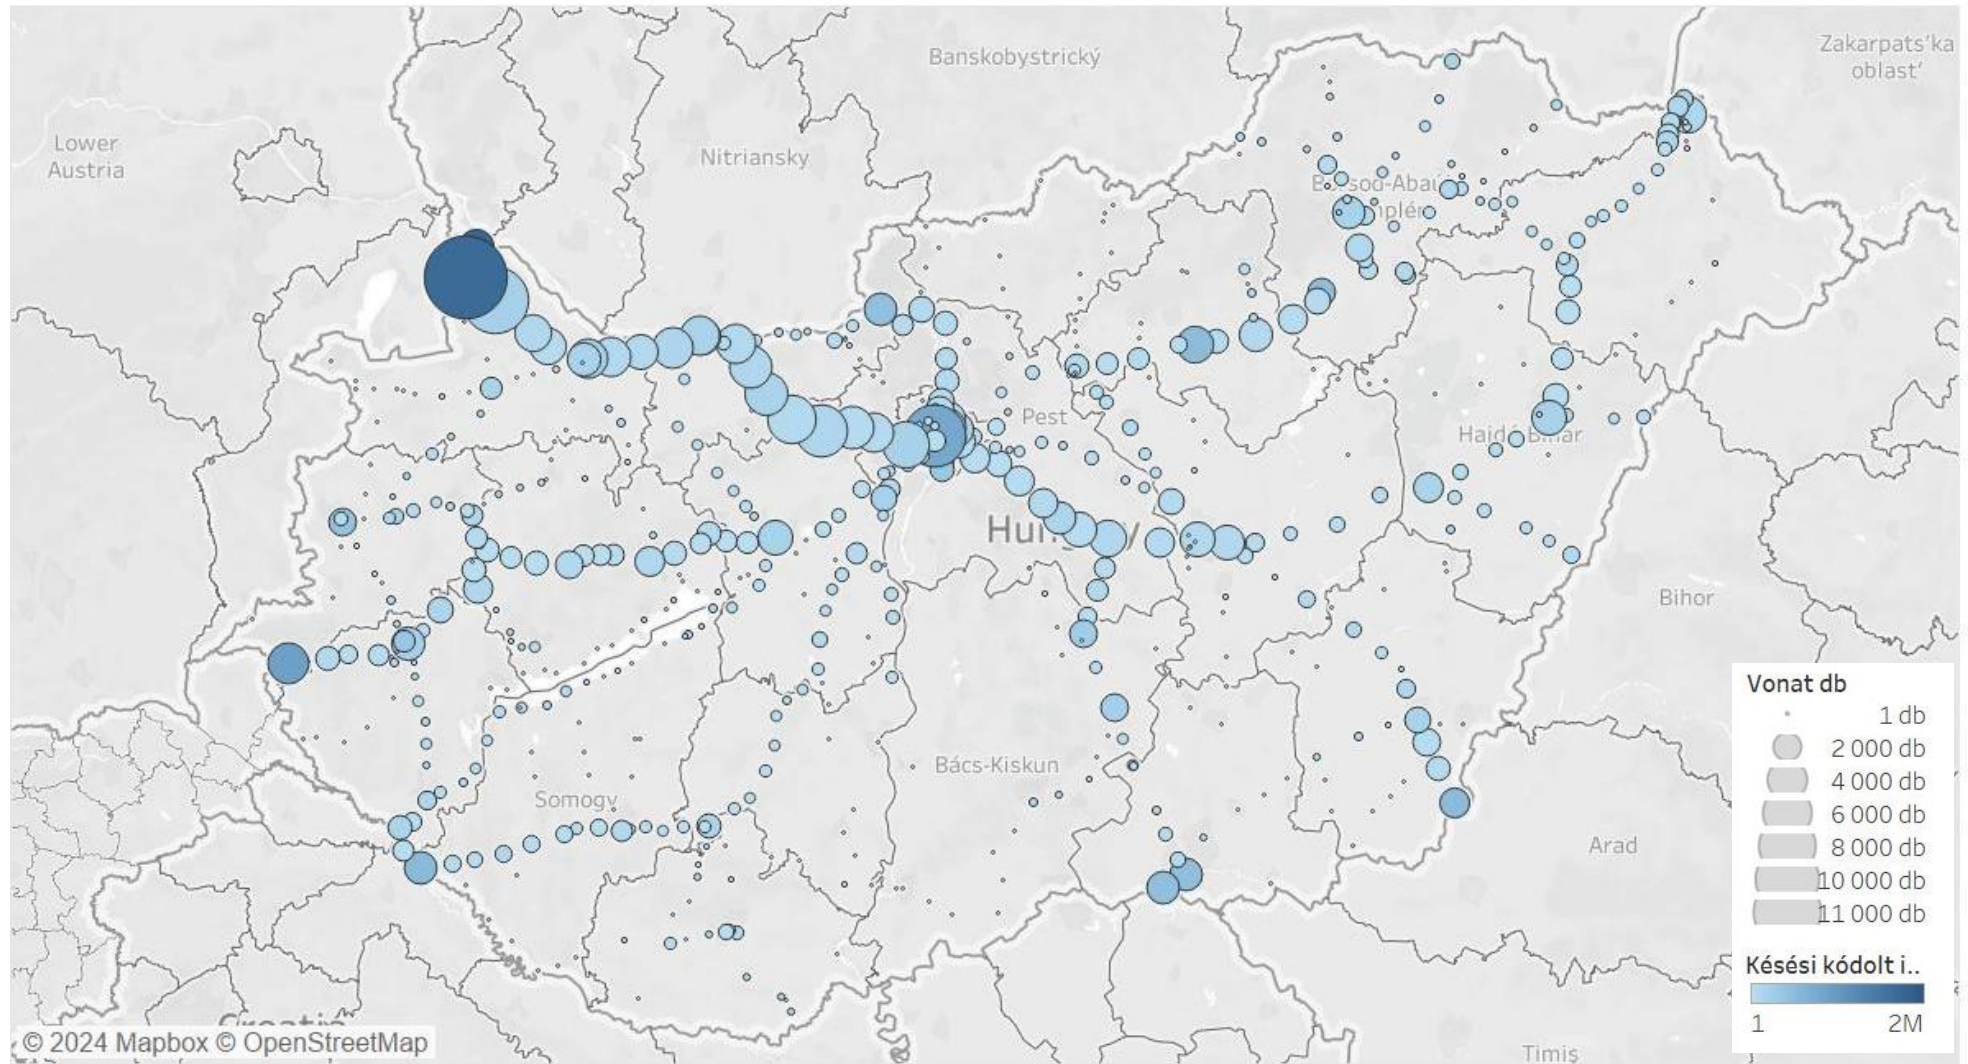 Banskobystrický
Zakarpats'ka
oblast'
Lower
Austria
Nitriansky
Pest
Hungary
Bihor
Bács-Kiskun
Somogy
Arad
Timiș
Vonat db
1 db
2 000 db
4 000 db
6 000 db
8 000 db
10 000 db
11 000 db
Késési kódolt i..
1 2M
© 2024 Mapbox © OpenStreetMap